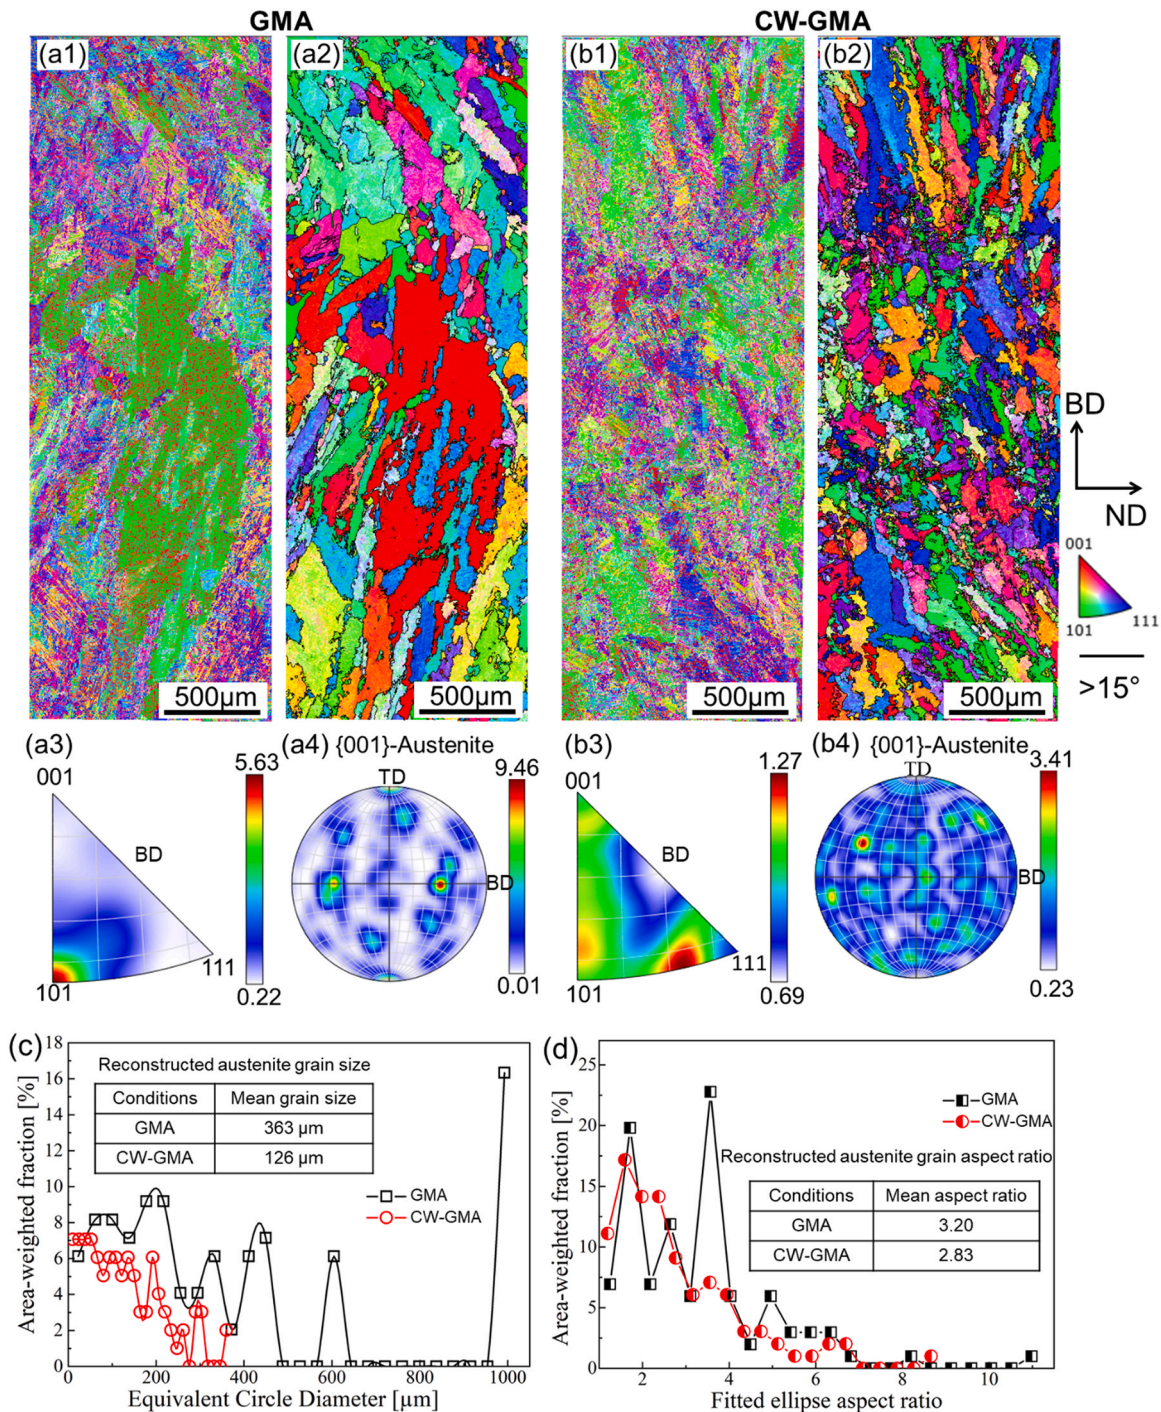 GMA
CW-GMA
(a1)
(a2)
(b1)
(b2)
500µm
500µm
500µm
500µm
BD
ND
001
101
111
>15°
(a3)
001
101
111
BD
5.63
0.22
(a4)
{001}-Austenite
TD
BD
9.46
0.01
(b3)
001
101
111
BD
1.27
0.69
(b4)
{001}-Austenite
TD
BD
3.41
0.23
(c)
Area-weighted fraction [%]
18
16
14
12
10
8
6
4
2
0
0
200
400
600
800
1000
Equivalent Circle Diameter [µm]
Reconstructed austenite grain size
Conditions Mean grain size
GMA 363 µm
CW-GMA 126 µm
GMA
CW-GMA
(d)
Area-weighted fraction [%]
25
20
15
10
5
0
2
4
6
8
10
Fitted ellipse aspect ratio
GMA
CW-GMA
Reconstructed austenite grain aspect ratio
Conditions Mean aspect ratio
GMA 3.20
CW-GMA 2.83